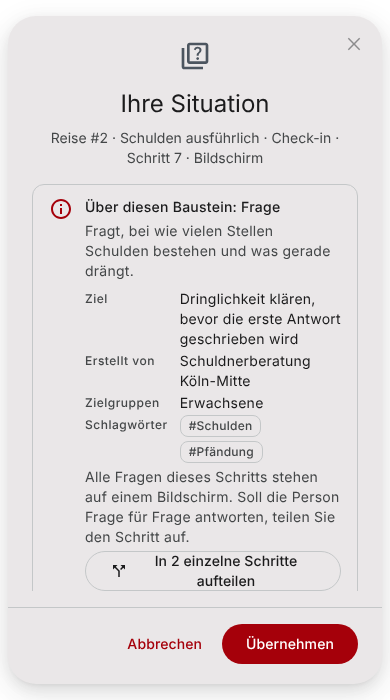 Ihre Situation
Reise #2 · Schulden ausführlich · Check-in ·
Schritt 7 · Bildschirm
Über diesen Baustein: Frage
Fragt, bei wie vielen Stellen
Schulden bestehen und was gerade
drängt.
Ziel
Dringlichkeit klären,
bevor die erste Antwort
geschrieben wird
Erstellt von
Schuldnerberatung
Köln-Mitte
Zielgruppen
Erwachsene
Schlagwörter
#Schulden
#Pfändung
Alle Fragen dieses Schritts stehen
auf einem Bildschirm. Soll die Person
Frage für Frage antworten, teilen Sie
den Schritt auf.
In 2 einzelne Schritte
aufteilen
Abbrechen
Übernehmen